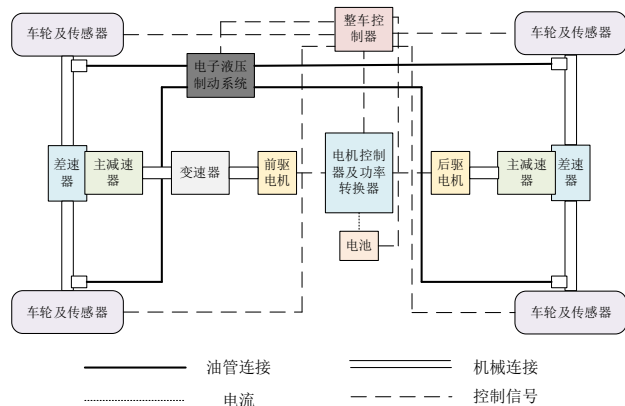 车轮及传感器
整车控
制器
车轮及传感器
电子液压
制动系统
差速
器
主减速
器
变速器
前驱
电机
电机控制
器及功率
转换器
后驱
电机
主减速
器
差速
器
电池
车轮及传感器
车轮及传感器
油管连接
机械连接
电流
控制信号